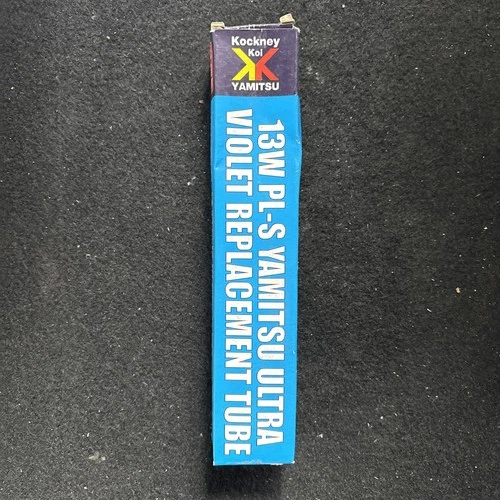 Kockney
Koi
YAMITSU
13W PL-S YAMITSU ULTRA
VIOLET REPLACEMENT TUBE